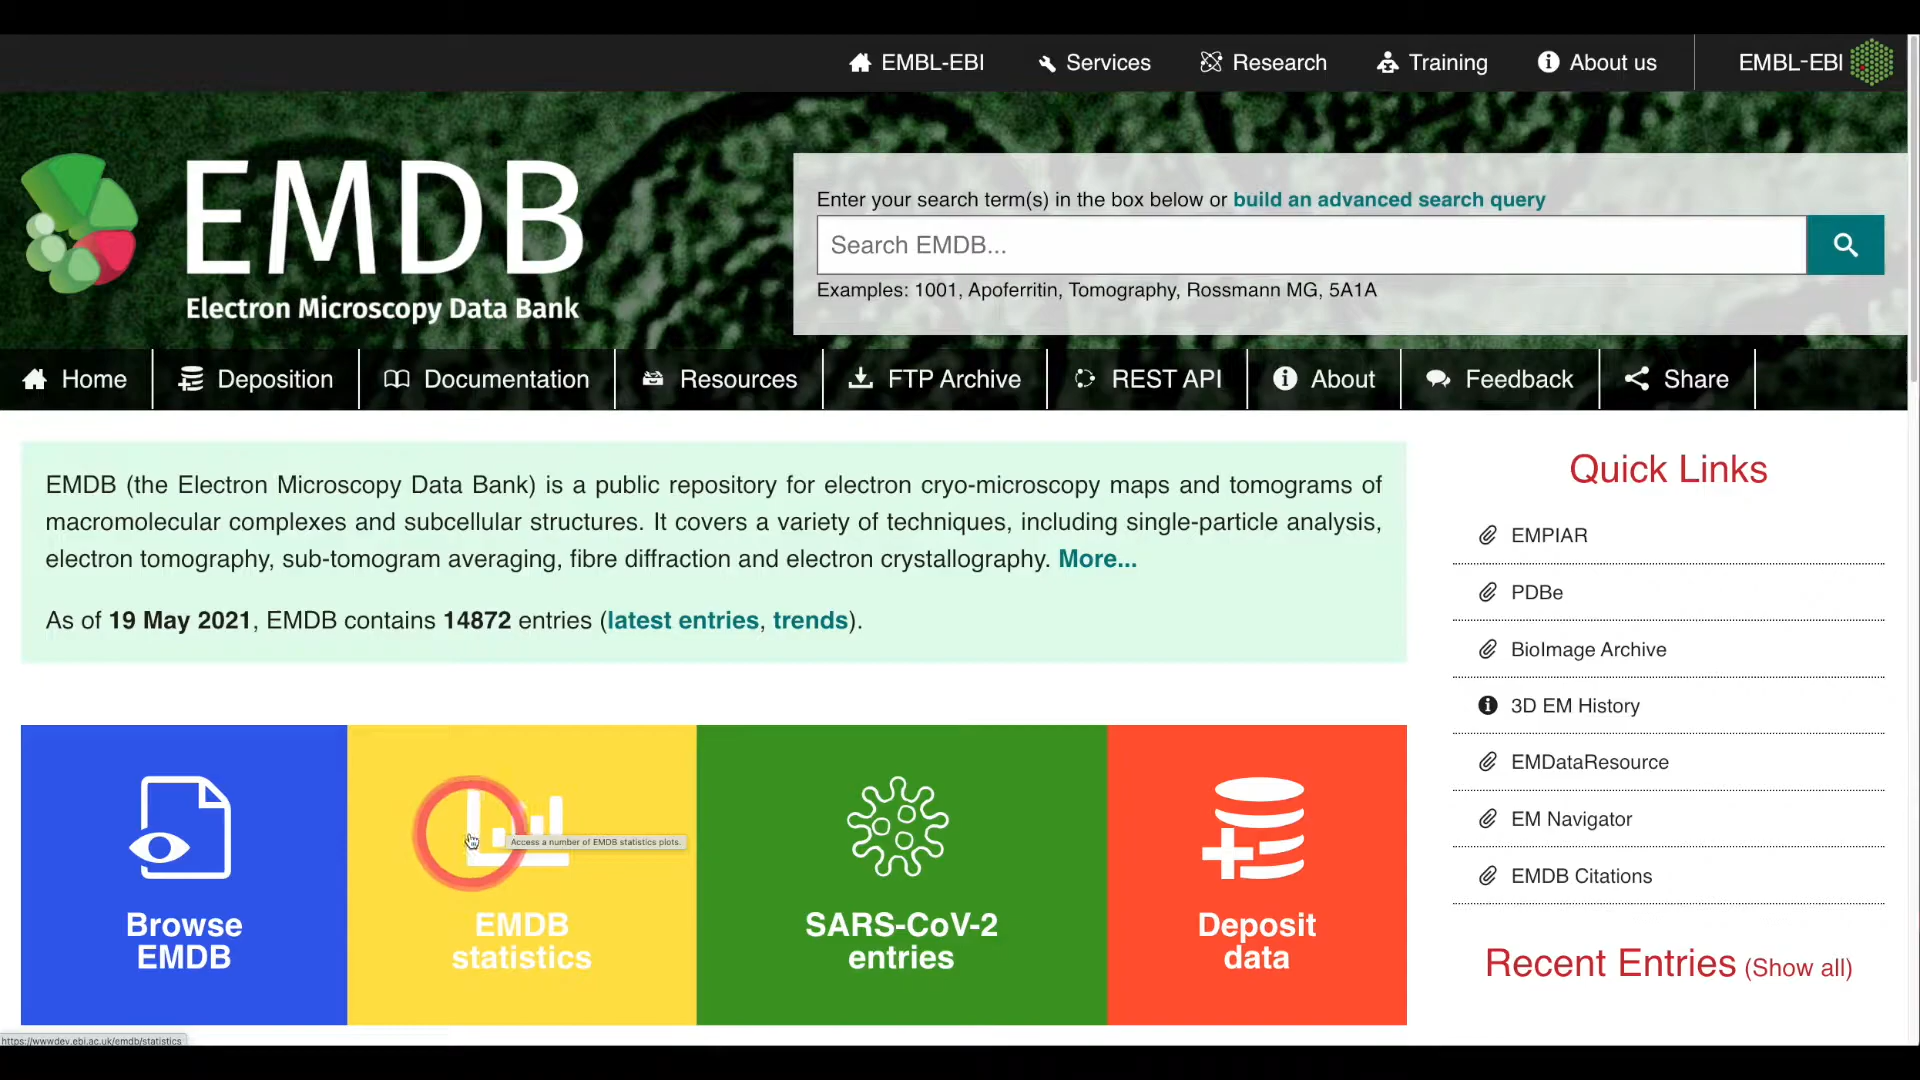 EMBL-EBI Services Research Training About us EMBL-EBI
EMDB
Electron Microscopy Data Bank
Enter your search term(s) in the box below or build an advanced search query
Search EMDB...
Examples: 1001, Apoferritin, Tomography, Rossmann MG, 5A1A
Home Deposition Documentation Resources FTP Archive REST API About Feedback Share
EMDB (the Electron Microscopy Data Bank) is a public repository for electron cryo-microscopy maps and tomograms of
macromolecular complexes and subcellular structures. It covers a variety of techniques, including single-particle analysis,
electron tomography, sub-tomogram averaging, fibre diffraction and electron crystallography. More...
As of 19 May 2021, EMDB contains 14872 entries (latest entries, trends).
Browse
EMDB
Access a number of EMDB statistics plots.
EMDB
statistics
SARS-CoV-2
entries
Deposit
data
Quick Links
EMPIAR
PDBe
BioImage Archive
3D EM History
EMDataResource
EM Navigator
EMDB Citations
Recent Entries (Show all)
https://wwwdev.ebi.ac.uk/emdb/statistics